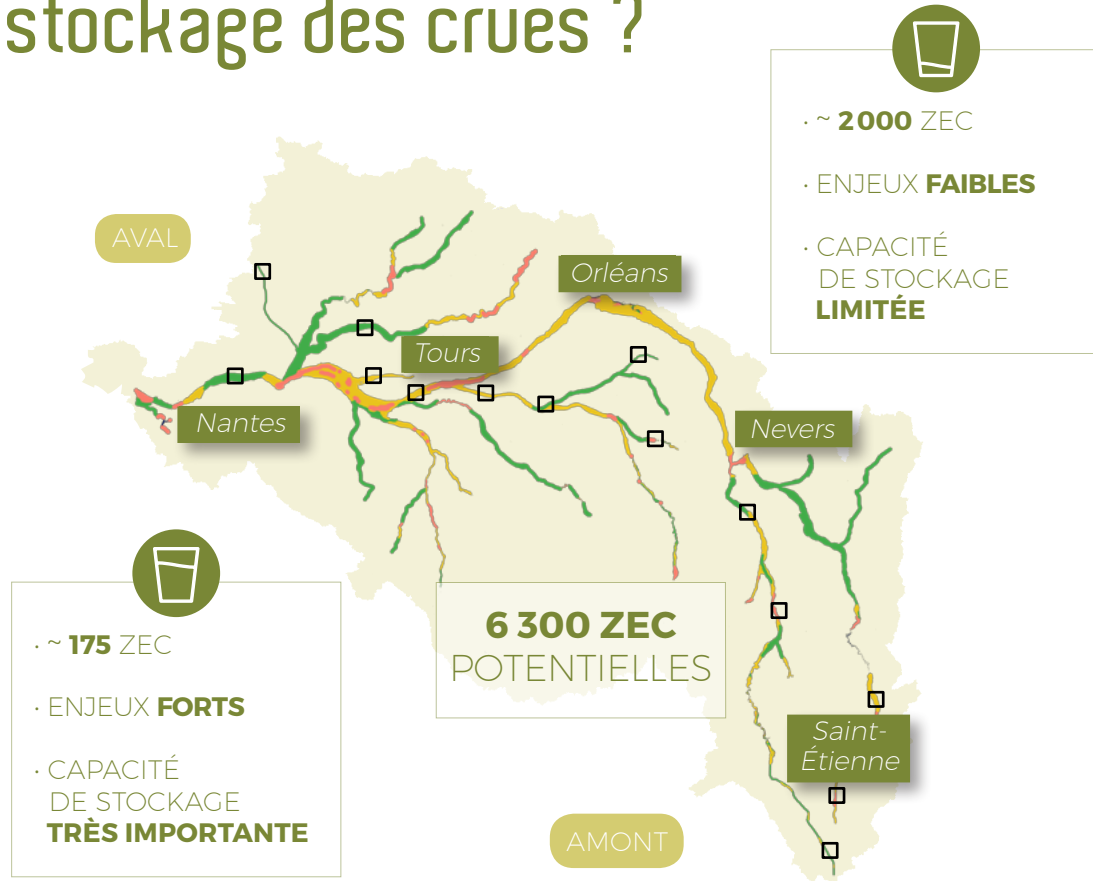 stockage des crues ?
· ~ 2000 ZEC
· ENJEUX FAIBLES
· CAPACITÉ
DE STOCKAGE
LIMITÉE
AVAL
Orléans
Tours
Nantes
Nevers
6 300 ZEC
POTENTIELLES
· ~ 175 ZEC
· ENJEUX FORTS
· CAPACITÉ
DE STOCKAGE
TRÈS IMPORTANTE
Saint-
Étienne
AMONT